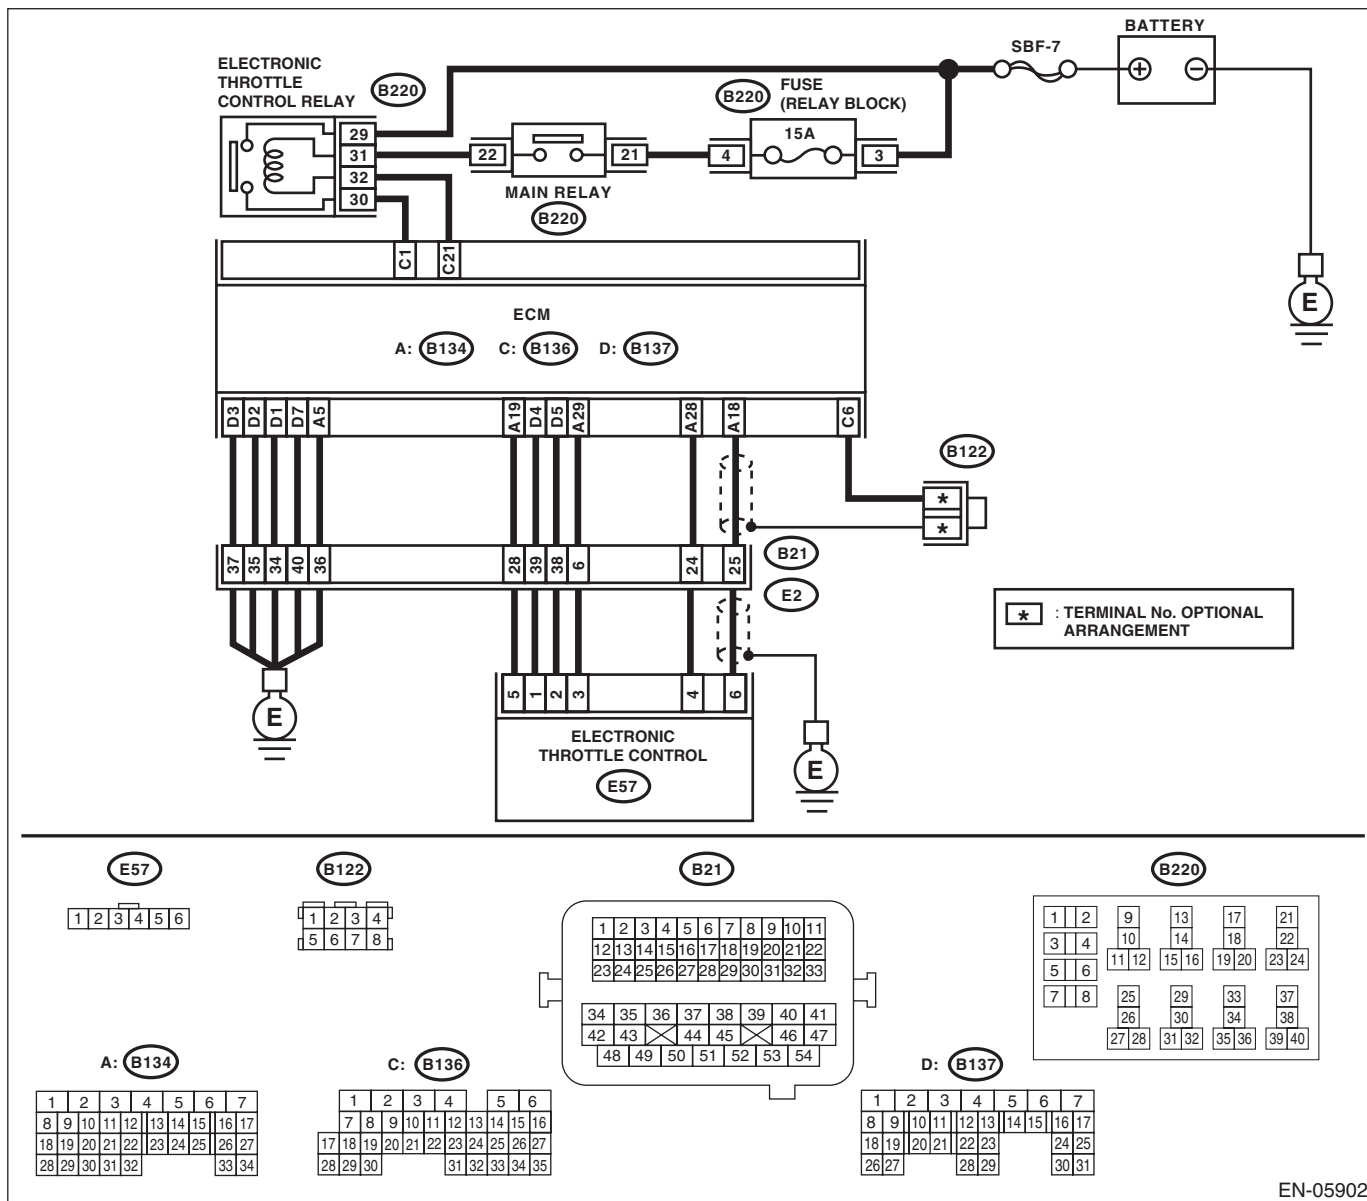 BATTERY
SBF-7
ELECTRONIC
THROTTLE
CONTROL RELAY
B220
B220
FUSE
(RELAY BLOCK)
15A
29
31
32
30
22
21
4
3
MAIN RELAY
B220
E
C1 C21
ECM
A: B134 C: B136 D: B137
D3 D2 D1 D7 A5 A19 D4 D5 A29 A28 A18 C6
B122
*
*
37 35 34 40 36 28 39 38 6 24 25
B21
E2
* : TERMINAL No. OPTIONAL
ARRANGEMENT
5 1 2 3 4 6
E
ELECTRONIC
THROTTLE CONTROL
E57
E
E57 B122 B21 B220
1 2 3 4 5 6
1 2 3 4
5 6 7 8
1 2 3 4 5 6 7 8 9 10 11
12 13 14 15 16 17 18 19 20 21 22
23 24 25 26 27 28 29 30 31 32 33
34 35 36 37 38 39 40 41
42 43 44 45 46 47
48 49 50 51 52 53 54
1 2 9 13 17 21
3 4 10 14 18 22
5 6 11 12 15 16 19 20 23 24
7 8 25 29 33 37
26 30 34 38
27 28 31 32 35 36 39 40
A: B134
1 2 3 4 5 6 7
8 9 10 11 12 13 14 15 16 17
18 19 20 21 22 23 24 25 26 27
28 29 30 31 32 33 34
C: B136
1 2 3 4 5 6
7 8 9 10 11 12 13 14 15 16
17 18 19 20 21 22 23 24 25 26 27
28 29 30 31 32 33 34 35
D: B137
1 2 3 4 5 6 7
8 9 10 11 12 13 14 15 16 17
18 19 20 21 22 23 24 25
26 27 28 29 30 31
EN-05902